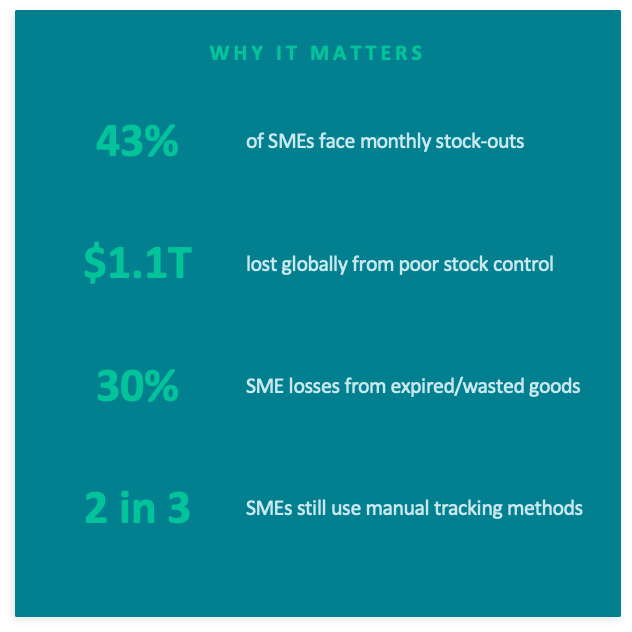 WHY IT MATTERS
43% of SMEs face monthly stock-outs
$1.1T lost globally from poor stock control
30% SME losses from expired/wasted goods
2 in 3 SMEs still use manual tracking methods